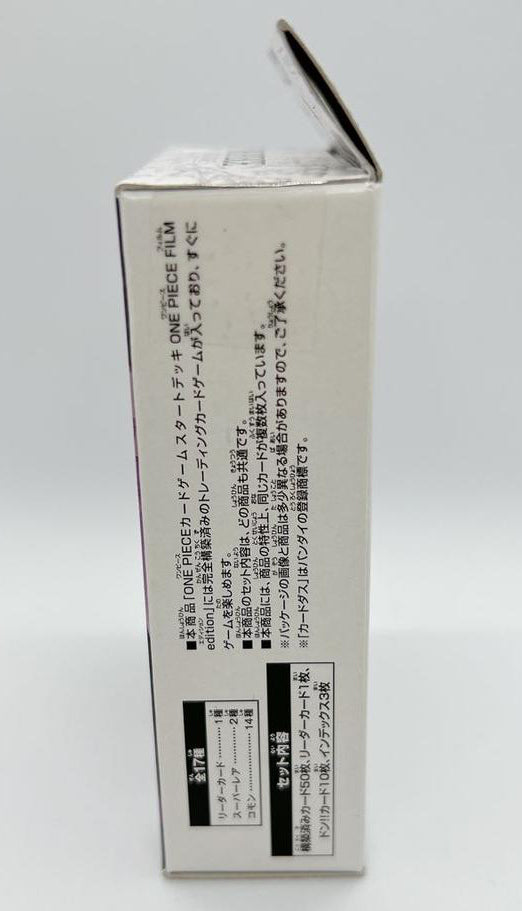 ■本商品「ONE PIECEカードゲーム スタートデッキ ONE PIECE FILM
edition」には完全構築済みのトレーディングカードゲームが入っており、すぐに
ゲームを楽しめます。
■本商品のセット内容は、どの商品も共通です。
■本商品には、商品の特性上、同じカードが複数枚入っています。
※パッケージの画像と商品は多少異なる場合がありますので、ご了承ください。
※「カードダス」はバンダイの登録商標です。
全17種
リーダーカード………1種
スーパーレア…………2種
コモン…………………14種
セット内容
構築済みカード50枚、リーダーカード1枚、
ドン!!カード10枚、インデックス3枚